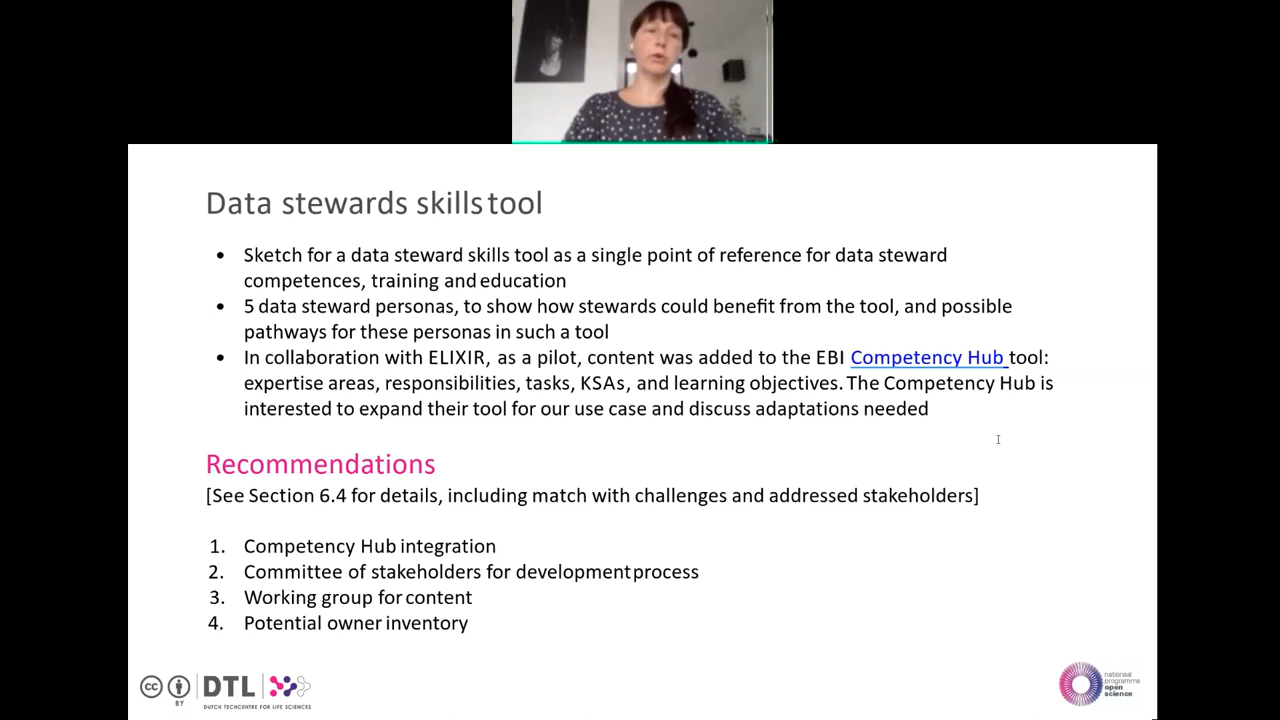 Data stewards skills tool
• Sketch for a data steward skills tool as a single point of reference for data steward
competences, training and education
• 5 data steward personas, to show how stewards could benefit from the tool, and possible
pathways for these personas in such a tool
• In collaboration with ELIXIR, as a pilot, content was added to the EBI Competency Hub tool:
expertise areas, responsibilities, tasks, KSAs, and learning objectives. The Competency Hub is
interested to expand their tool for our use case and discuss adaptations needed
Recommendations
[See Section 6.4 for details, including match with challenges and addressed stakeholders]
1. Competency Hub integration
2. Committee of stakeholders for development process
3. Working group for content
4. Potential owner inventory
cc BY DTL
DUTCH TECHCENTRE FOR LIFE SCIENCES
nationaal
programma
open
science